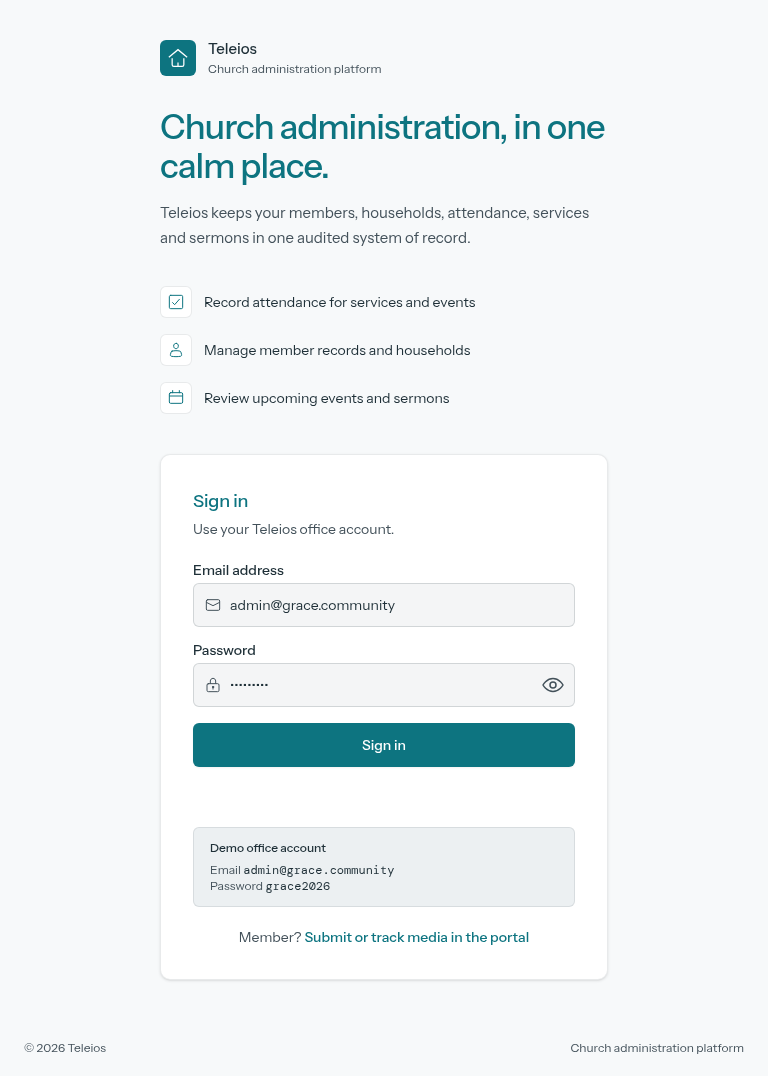 Teleios
Church administration platform
Church administration, in one
calm place.
Teleios keeps your members, households, attendance, services
and sermons in one audited system of record.
Record attendance for services and events
Manage member records and households
Review upcoming events and sermons
Sign in
Use your Teleios office account.
Email address
admin@grace.community
Password
•••••••••
Sign in
Demo office account
Email admin@grace.community
Password grace2026
Member? Submit or track media in the portal
© 2026 Teleios
Church administration platform